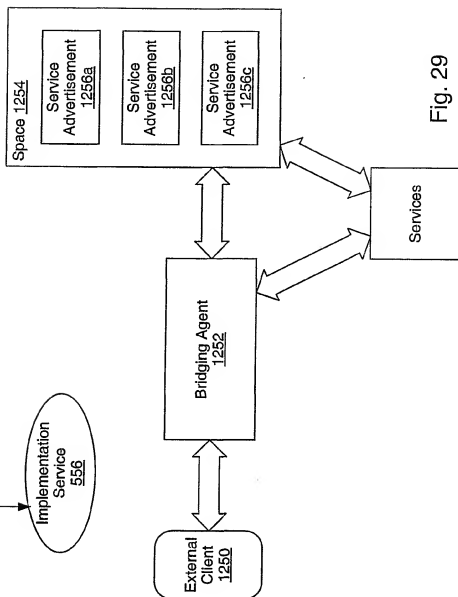 Implementation
Service
556
External
Client
1250
Bridging Agent
1252
Space 1254
Service
Advertisement
1256a
Service
Advertisement
1256b
Service
Advertisement
1256c
Services
Fig. 29